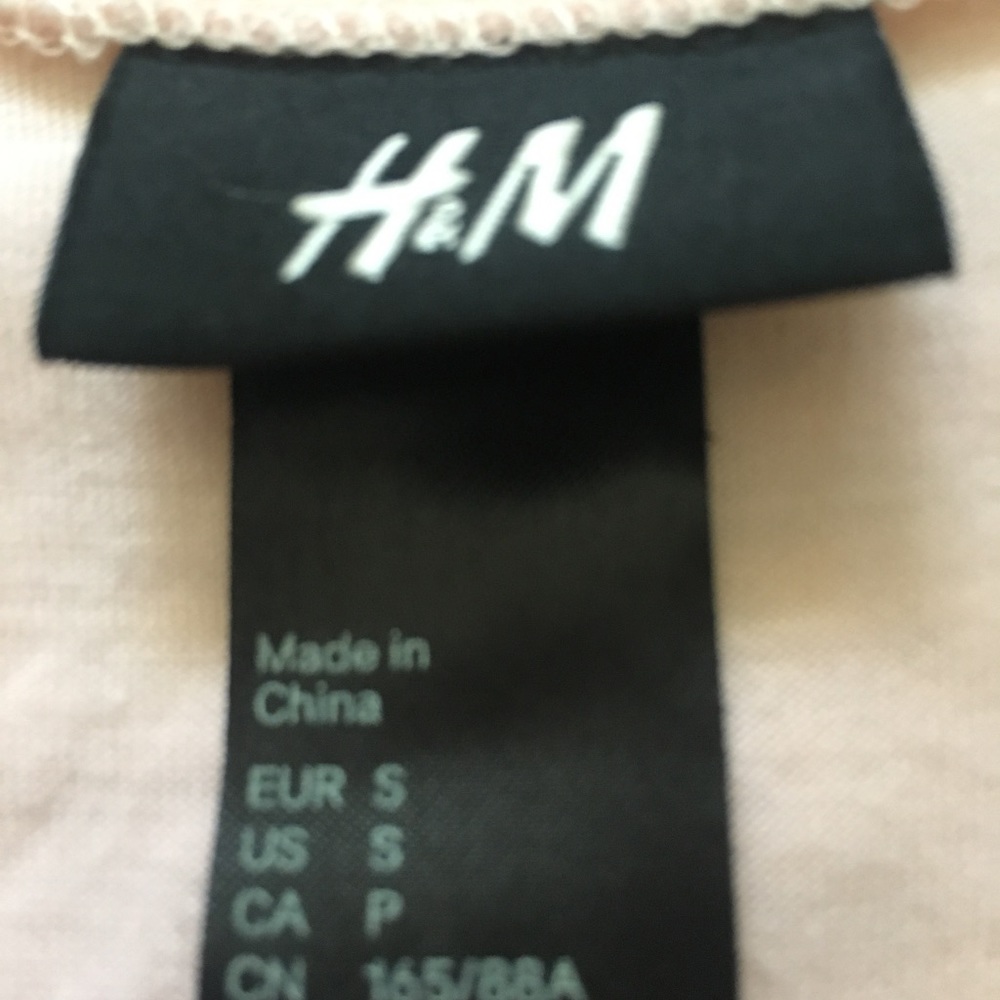 H&M
Made in
China
EUR S
US S
CA P
CN 165/88A